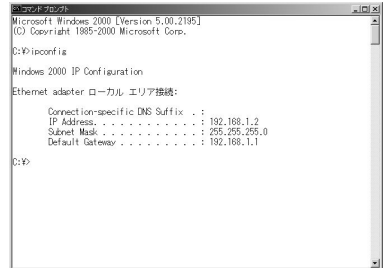 コマンド プロンプト
Microsoft Windows 2000 [Version 5.00.2195]
(C) Copyright 1985-2000 Microsoft Corp.
C:¥>ipconfig
Windows 2000 IP Configuration
Ethernet adapter ローカル エリア接続:
Connection-specific DNS Suffix . :
IP Address. . . . . . . . . . . . : 192.168.1.2
Subnet Mask . . . . . . . . . . . : 255.255.255.0
Default Gateway . . . . . . . . . : 192.168.1.1
C:¥>